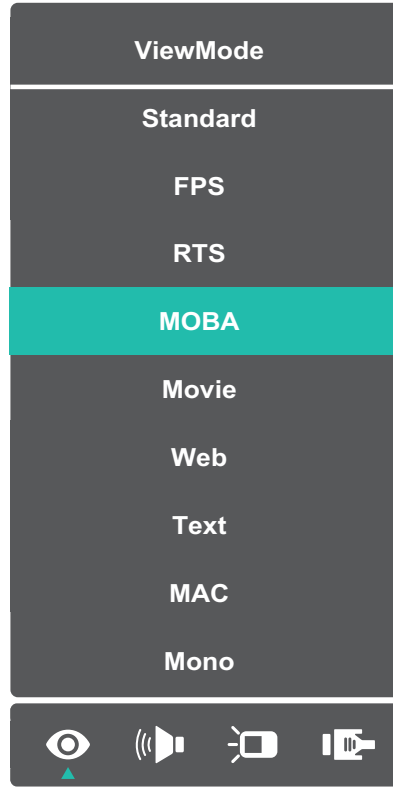 ViewMode
Standard
FPS
RTS
MOBA
Movie
Web
Text
MAC
Mono